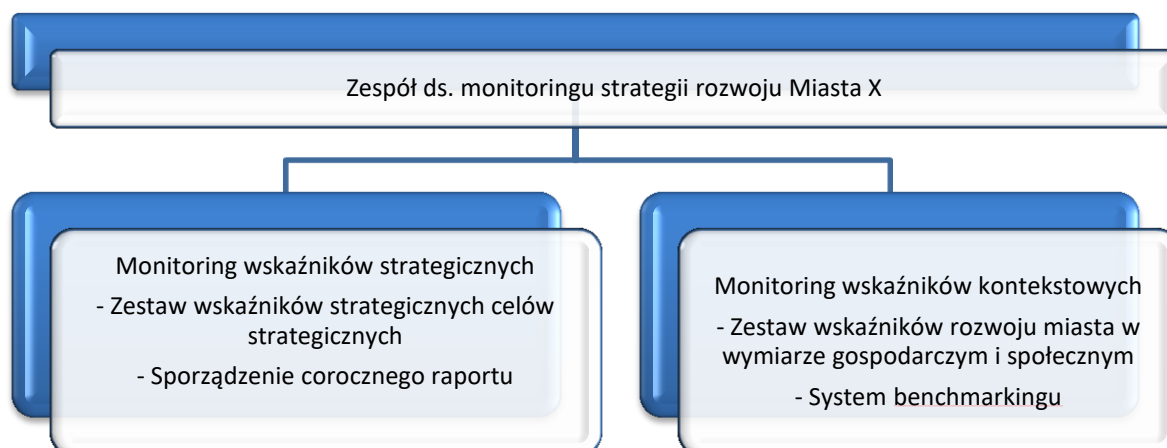 Zespół ds. monitoringu strategii rozwoju Miasta X
Monitoring wskaźników strategicznych
- Zestaw wskaźników strategicznych celów
strategicznych
- Sporządzenie corocznego raportu
Monitoring wskaźników kontekstowych
- Zestaw wskaźników rozwoju miasta w
wymiarze gospodarczym i społecznym
- System benchmarkingu